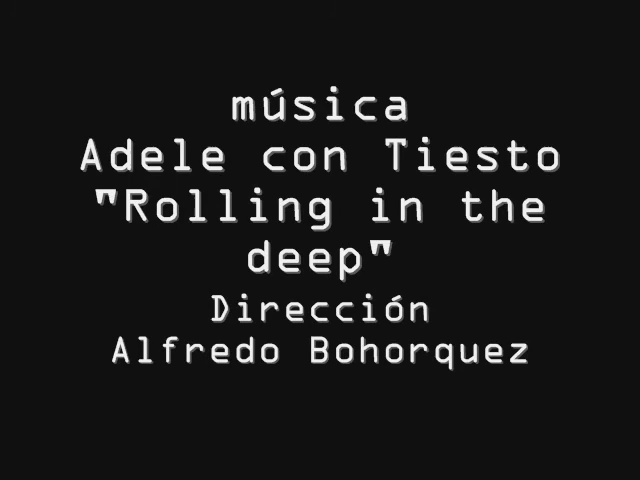 música
Adele con Tiesto
"Rolling in the
deep"
Dirección
Alfredo Bohorquez